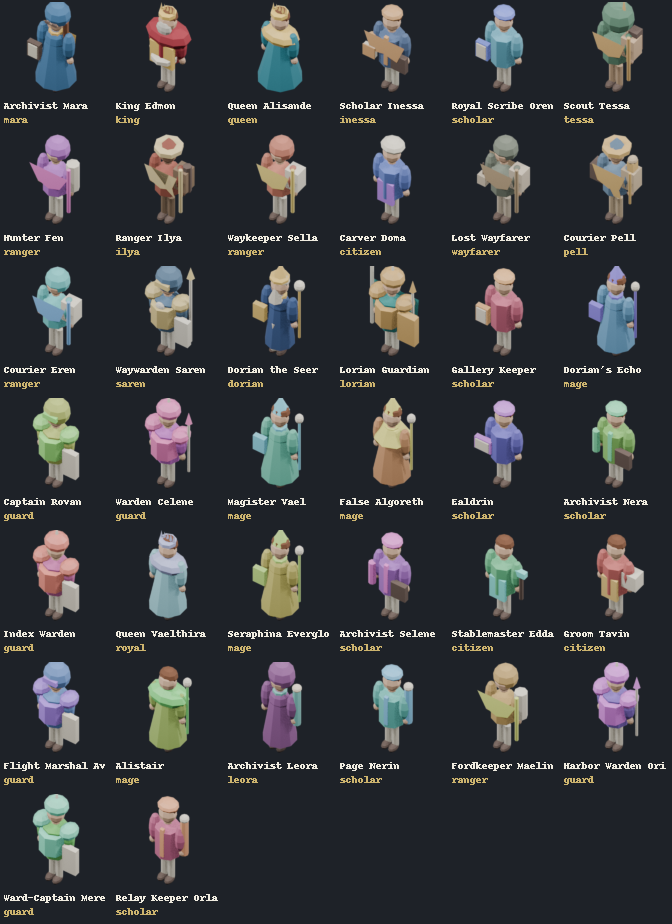 Archivist Mara
mara
King Edmon
king
Queen Alisande
queen
Scholar Inessa
inessa
Royal Scribe Oren
scholar
Scout Tessa
tessa
Hunter Fen
ranger
Ranger Ilya
ilya
Waykeeper Sella
ranger
Carver Doma
citizen
Lost Wayfarer
wayfarer
Courier Pell
pell
Courier Eren
ranger
Waywarden Saren
saren
Dorian the Seer
dorian
Lorian Guardian
lorian
Gallery Keeper
scholar
Dorian's Echo
mage
Captain Rovan
guard
Warden Celene
guard
Magister Vael
mage
False Algoreth
mage
Ealdrin
scholar
Archivist Nera
scholar
Index Warden
guard
Queen Vaelthira
royal
Seraphina Everglo
mage
Archivist Selene
scholar
Stablemaster Edda
citizen
Groom Tavin
citizen
Flight Marshal Av
guard
Alistair
mage
Archivist Leora
leora
Page Nerin
scholar
Fordkeeper Maelin
ranger
Harbor Warden Ori
guard
Ward-Captain Mere
guard
Relay Keeper Orla
scholar